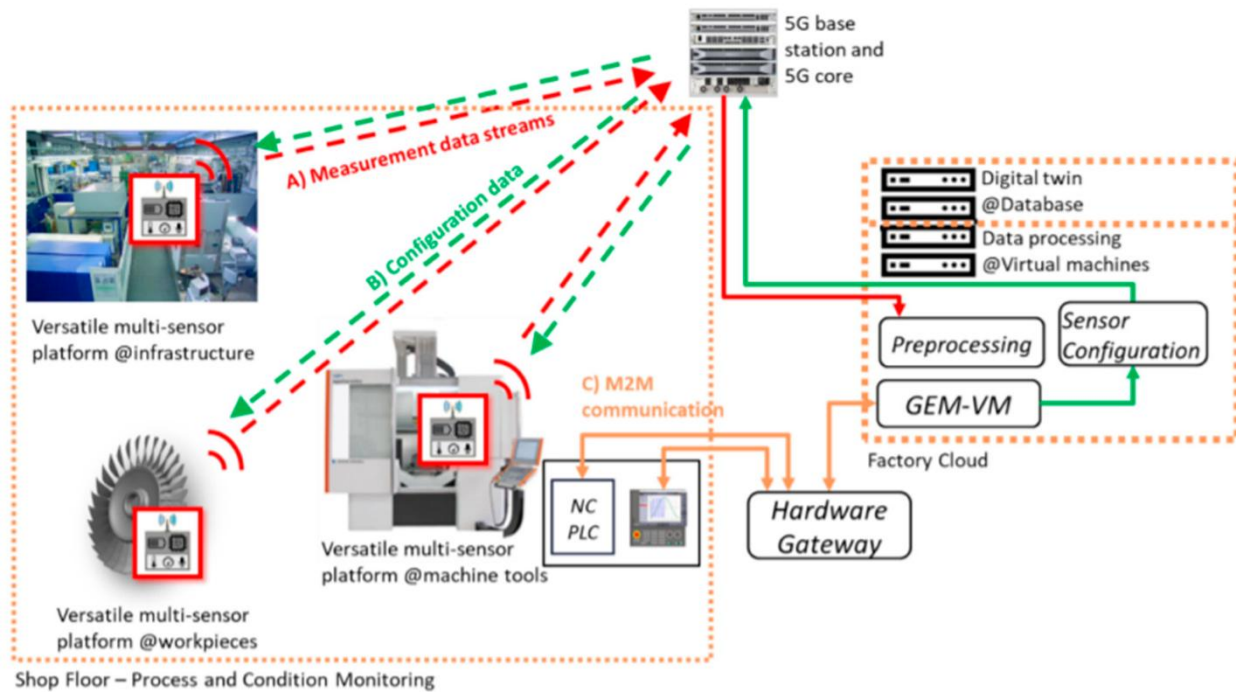 5G base
station and
5G core
A) Measurement data streams
B) Configuration data
Digital twin
@Database
Data processing
@Virtual machines
Versatile multi-sensor
platform @infrastructure
Preprocessing
Sensor
Configuration
GEM-VM
C) M2M
communication
Factory Cloud
NC
PLC
Hardware
Gateway
Versatile multi-sensor
platform @machine tools
Versatile multi-sensor
platform @workpieces
Shop Floor – Process and Condition Monitoring